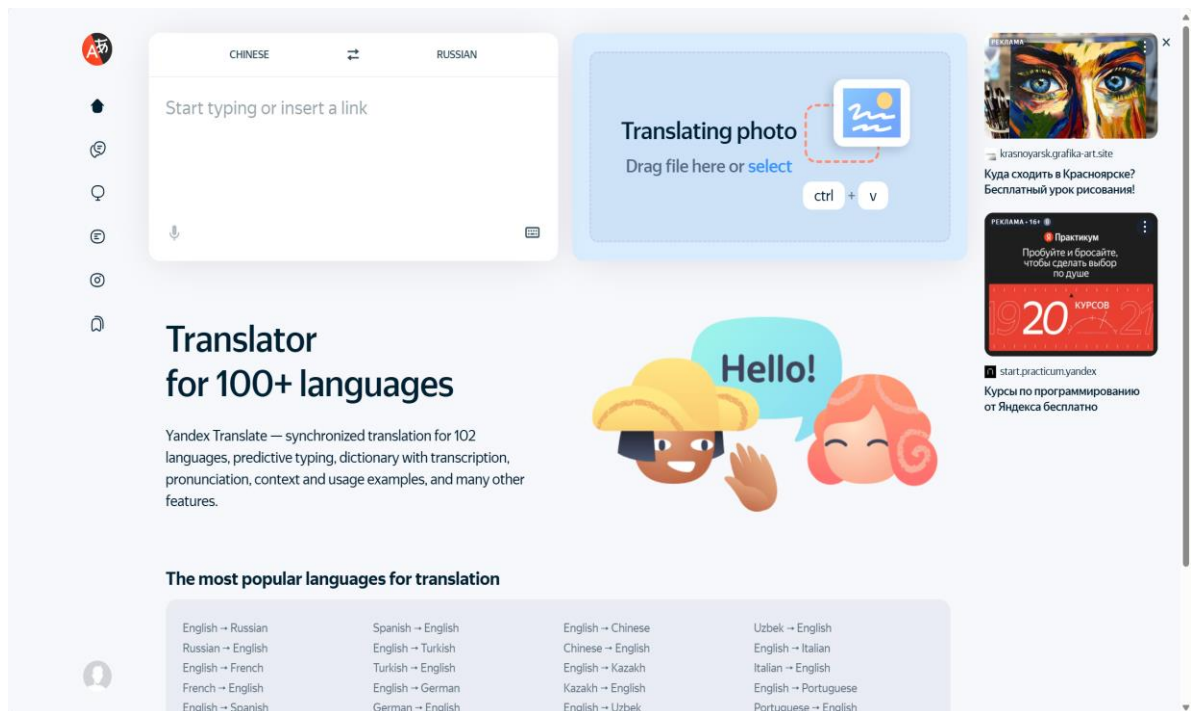 Aあ
CHINESE ⇄ RUSSIAN
Start typing or insert a link
Translating photo
Drag file here or select
ctrl + v
РЕКЛАМА
krasnoyarsk.grafika-art.site
Куда сходить в Красноярске?
Бесплатный урок рисования!
РЕКЛАМА • 16+
Я Практикум
Пробуйте и бросайте,
чтобы сделать выбор
по душе
19 20 КУРСОВ 21
start.practicum.yandex
Курсы по программированию
от Яндекса бесплатно
Translator
for 100+ languages
Hello!
Yandex Translate — synchronized translation for 102
languages, predictive typing, dictionary with transcription,
pronunciation, context and usage examples, and many other
features.
The most popular languages for translation
English → Russian Spanish → English English → Chinese Uzbek → English
Russian → English English → Turkish Chinese → English English → Italian
English → French Turkish → English English → Kazakh Italian → English
French → English English → German Kazakh → English English → Portuguese
English → Spanish German → English English → Uzbek Portuguese → English